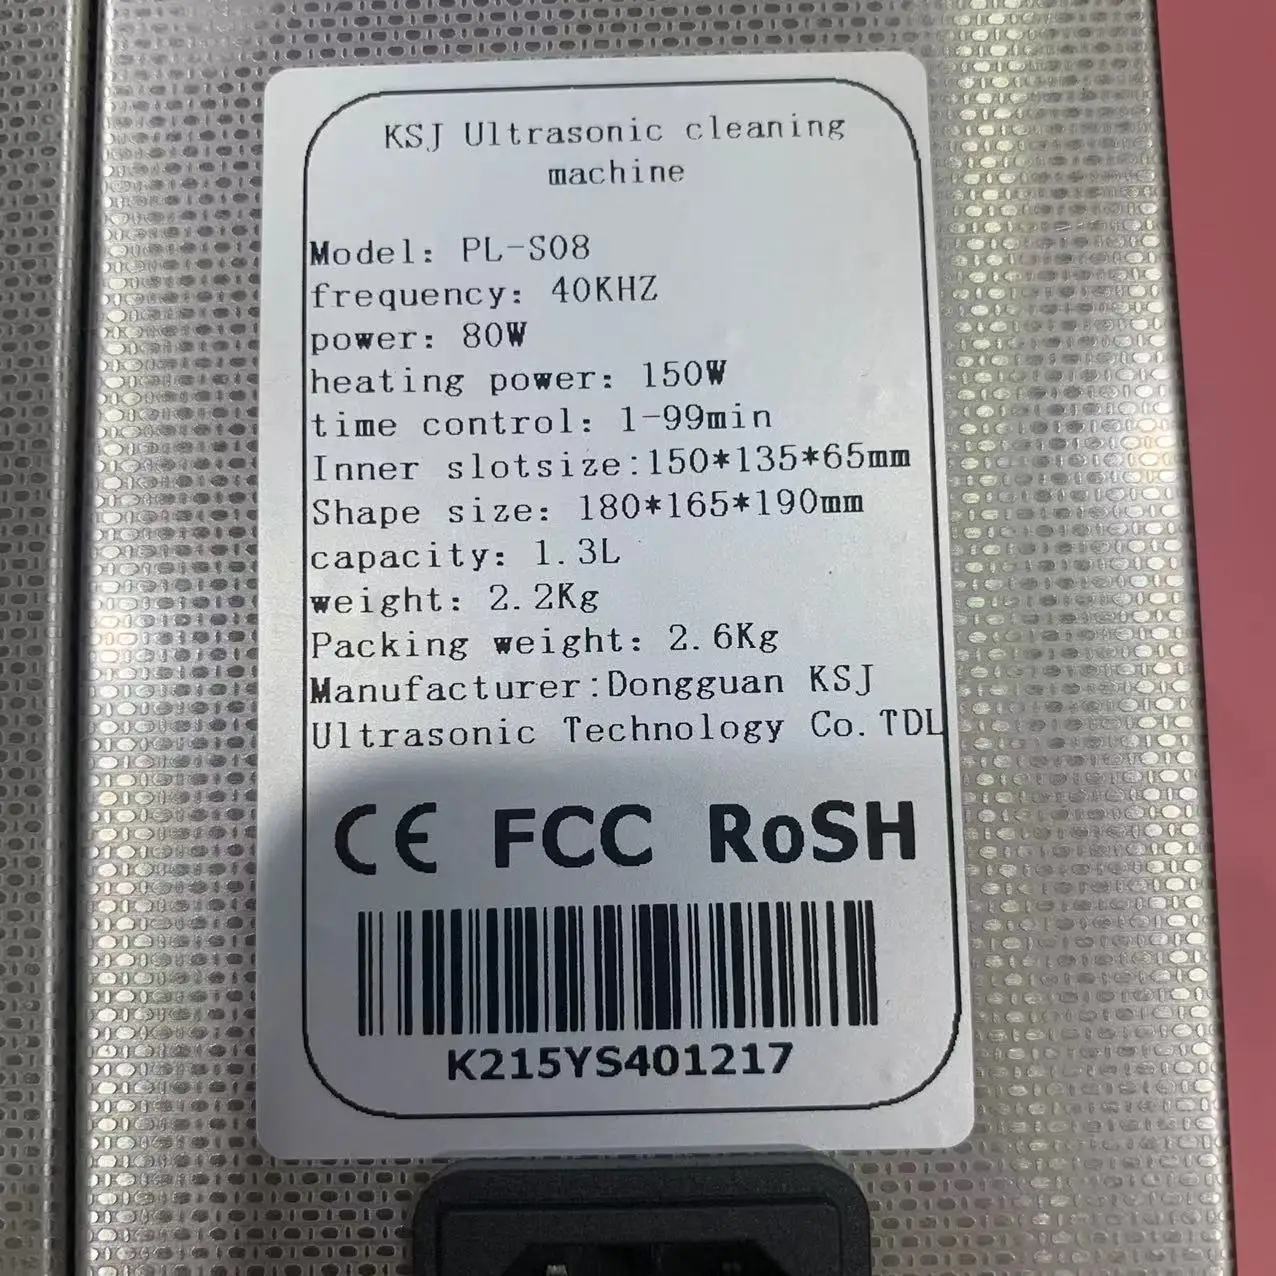 KSJ Ultrasonic cleaning
machine
Model: PL-S08
frequency: 40KHZ
power: 80W
heating power: 150W
time control: 1-99min
Inner slotsize:150*135*65mm
Shape size: 180*165*190mm
capacity: 1.3L
weight: 2.2Kg
Packing weight: 2.6Kg
Manufacturer:Dongguan KSJ
Ultrasonic Technology Co.TDL
CE FCC RoSH
K215YS401217